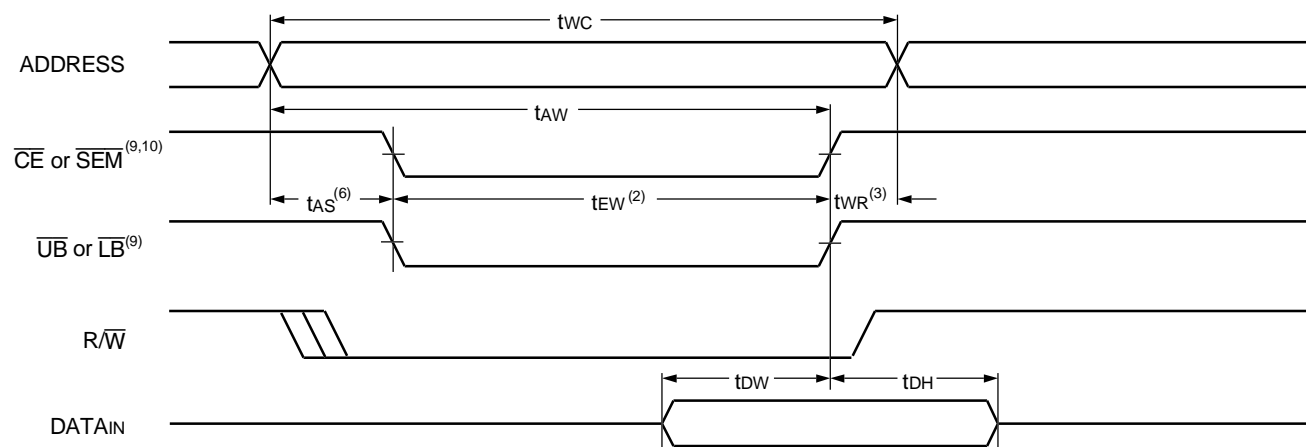 tWC
ADDRESS
tAW
CE or SEM(9,10)
tAS(6) tEW(2) tWR(3)
UB or LB(9)
R/W
tDW tDH
DATAIN